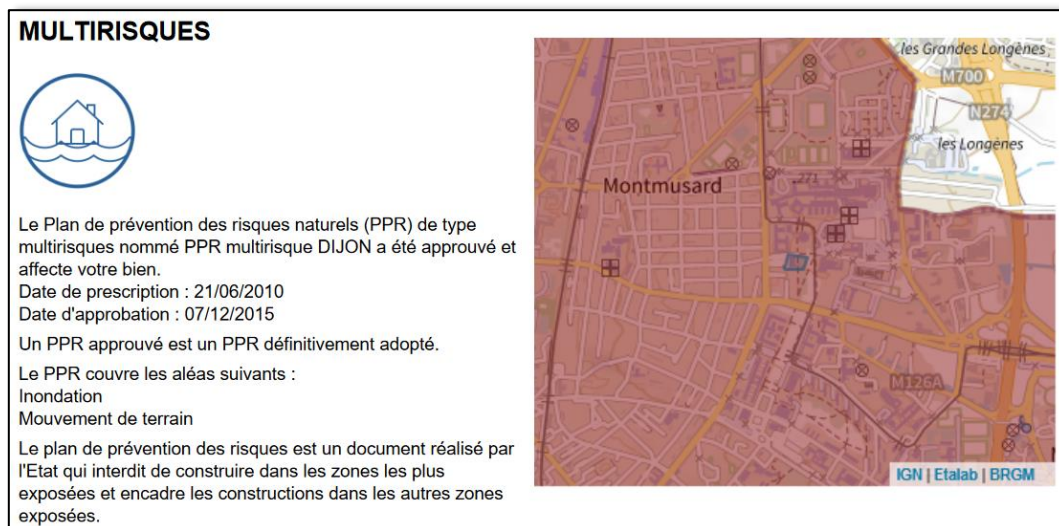 MULTIRISQUES
Le Plan de prévention des risques naturels (PPR) de type
multirisques nommé PPR multirisque DIJON a été approuvé et
affecte votre bien.
Date de prescription : 21/06/2010
Date d'approbation : 07/12/2015
Un PPR approuvé est un PPR définitivement adopté.
Le PPR couvre les aléas suivants :
Inondation
Mouvement de terrain
Le plan de prévention des risques est un document réalisé par
l'Etat qui interdit de construire dans les zones les plus
exposées et encadre les constructions dans les autres zones
exposées.
les Grandes Longènes
M700
N274
les Longènes
Montmusard
271
M126A
IGN | Etalab | BRGM